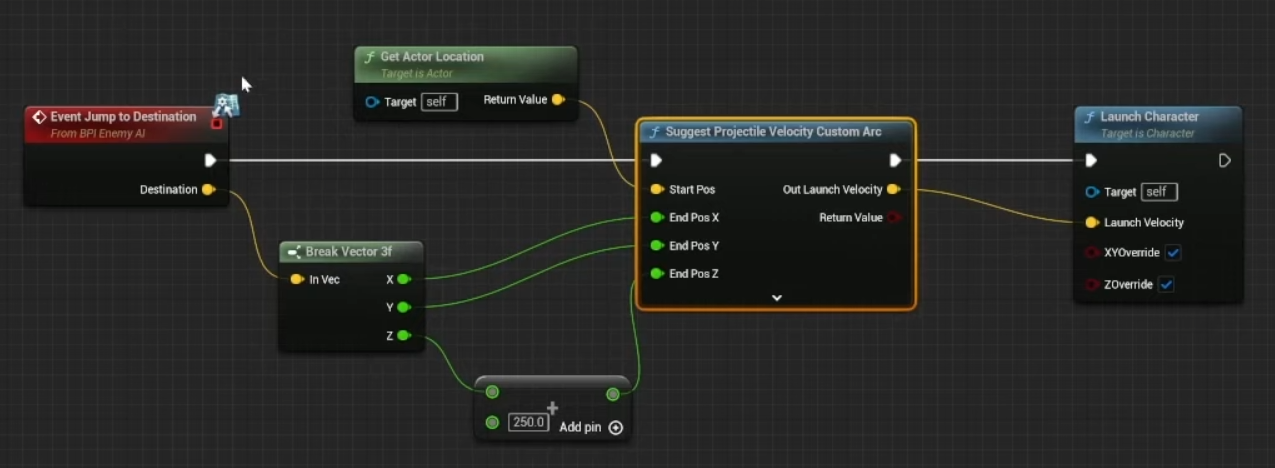 Event Jump to Destination
From BPI Enemy AI
Destination
Get Actor Location
Target is Actor
Target self
Return Value
Break Vector 3f
In Vec
X
Y
Z
250.0
Add pin
Suggest Projectile Velocity Custom Arc
Start Pos
Out Launch Velocity
End Pos X
Return Value
End Pos Y
End Pos Z
Launch Character
Target is Character
Target self
Launch Velocity
XYOverride
ZOverride